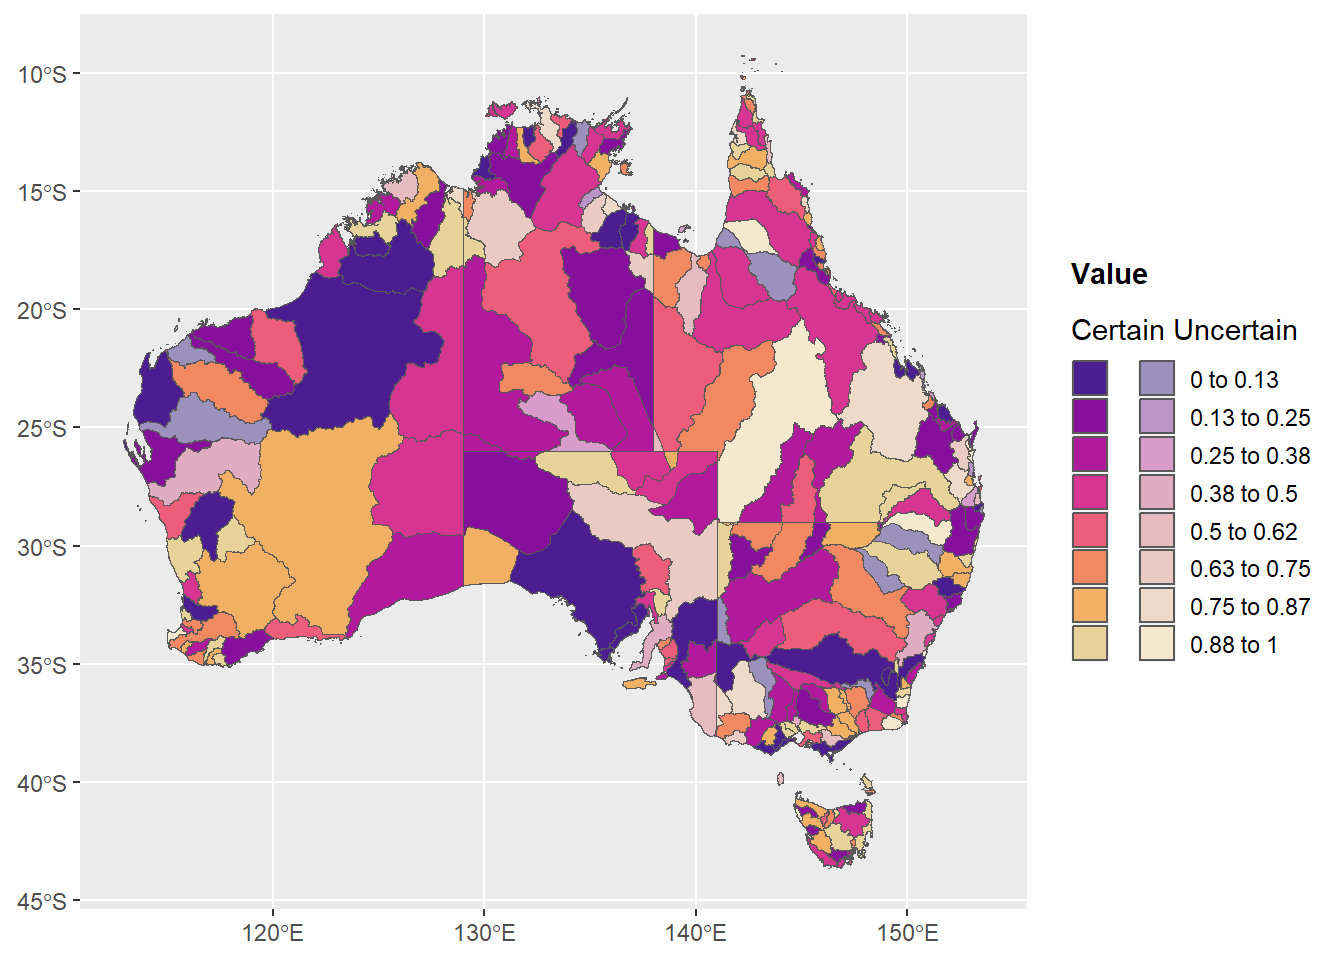 10°S
15°S
20°S
25°S
30°S
35°S
40°S
45°S
120°E
130°E
140°E
150°E
Value
Certain Uncertain
0 to 0.13
0.13 to 0.25
0.25 to 0.38
0.38 to 0.5
0.5 to 0.62
0.63 to 0.75
0.75 to 0.87
0.88 to 1